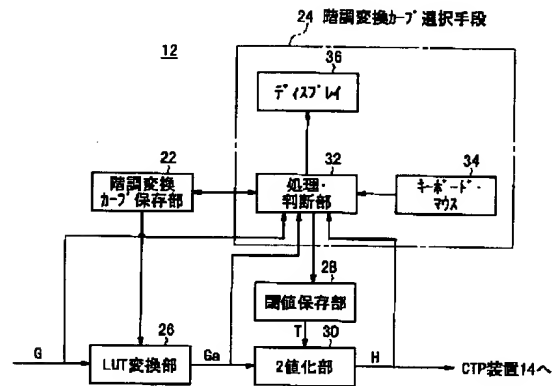 24 階調変換カーブ選択手段
12
36
ディスプレイ
22
階調変換
カーブ保存部
32
処理・
判断部
34
キーボード・
マウス
28
閾値保存部
G
26
LUT変換部
Ga
T
30
2値化部
H
CTP装置14へ